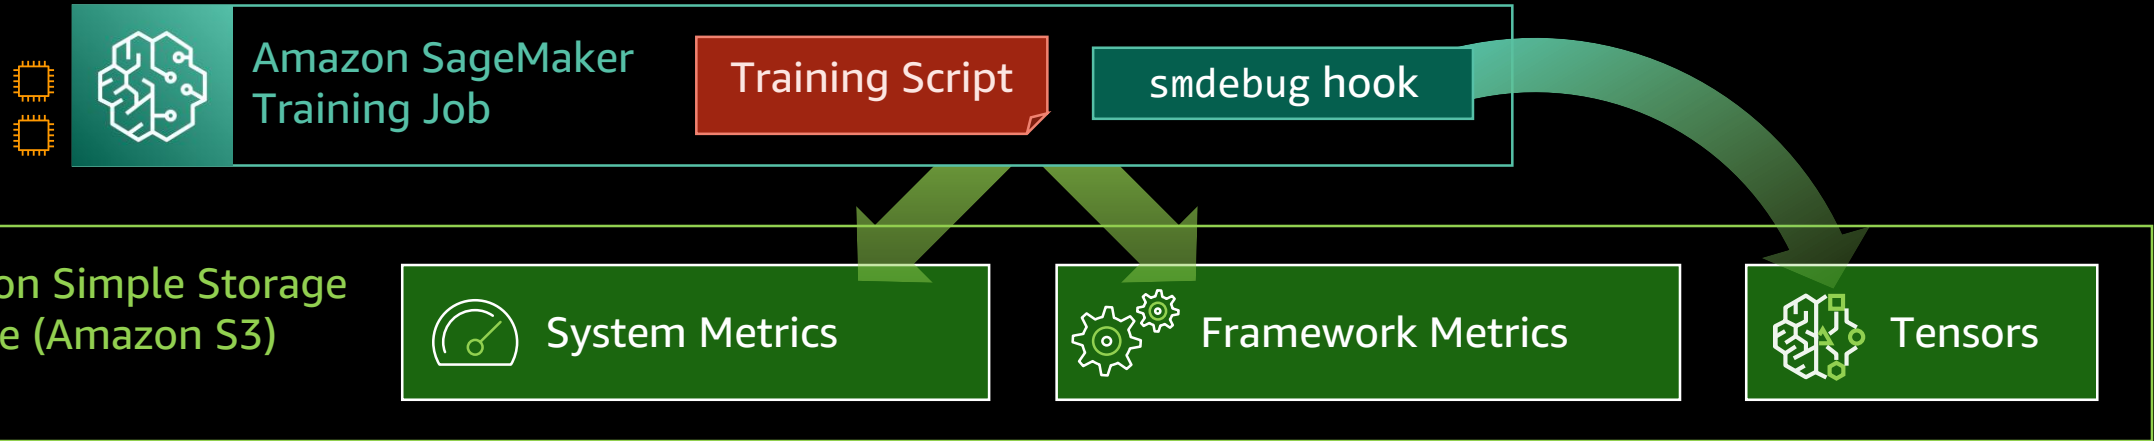 Amazon SageMaker
Training Job
Training Script
smdebug hook
on Simple Storage
e (Amazon S3)
System Metrics
Framework Metrics
Tensors